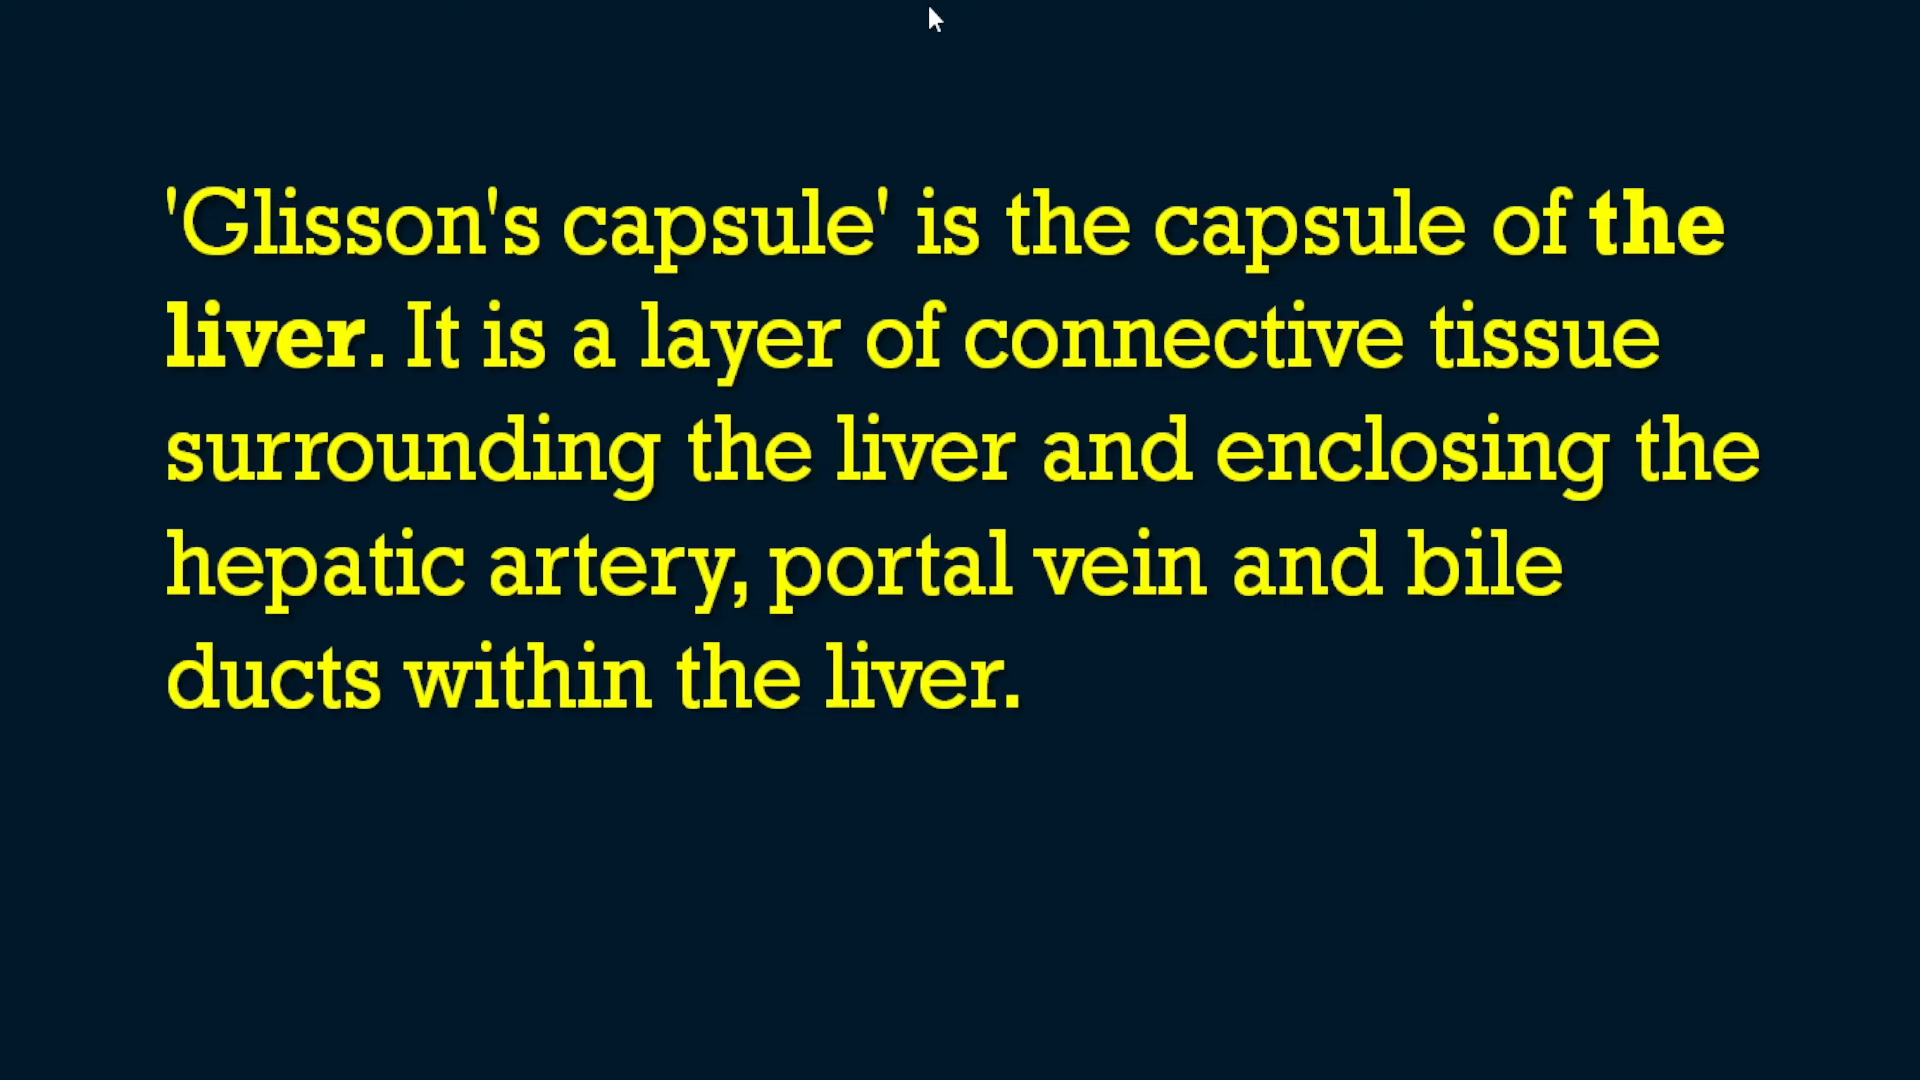 'Glisson's capsule' is the capsule of the
liver. It is a layer of connective tissue
surrounding the liver and enclosing the
hepatic artery, portal vein and bile
ducts within the liver.